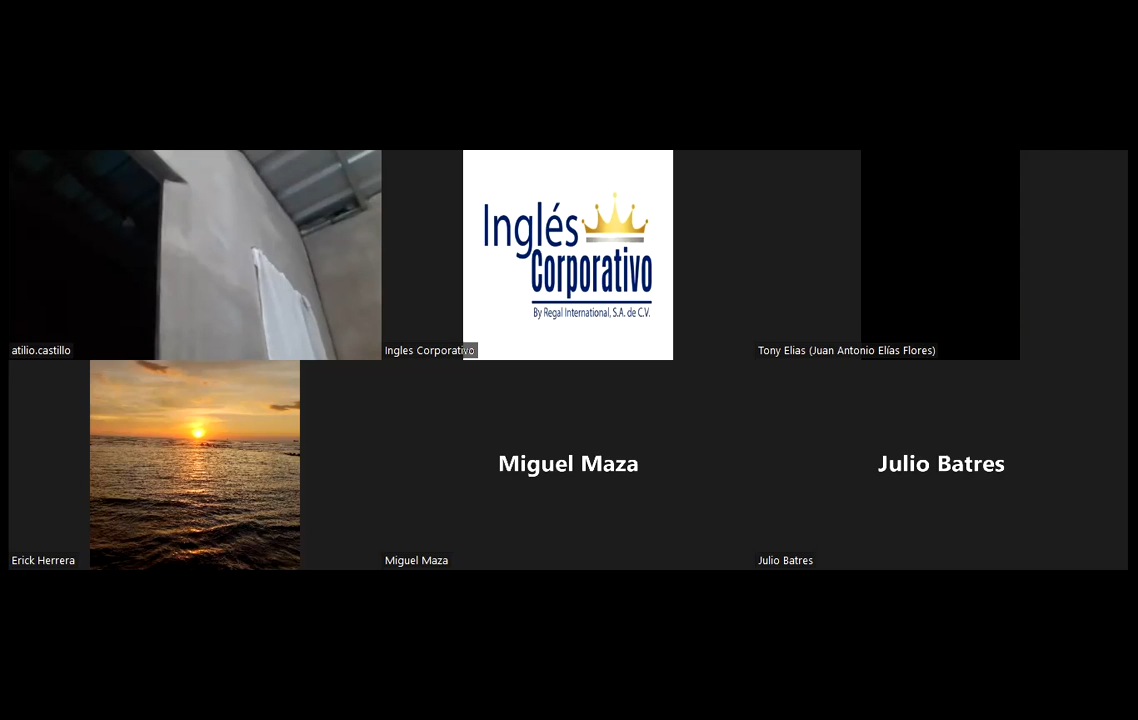 Inglés
Corporativo
By Regal International, S.A. de C.V.
atilio.castillo
Ingles Corporativo
Tony Elias (Juan Antonio Elías Flores)
Miguel Maza
Julio Batres
Erick Herrera
Miguel Maza
Julio Batres